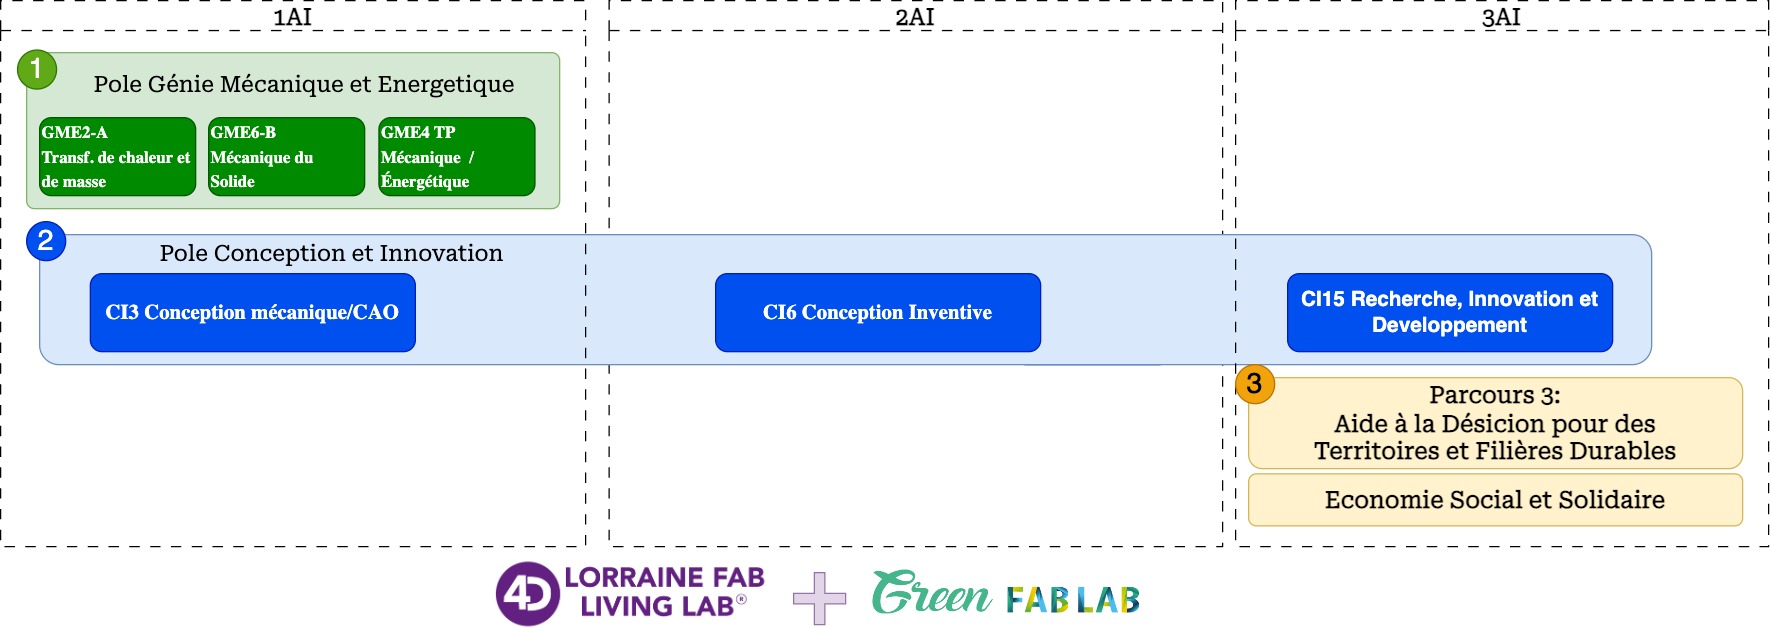 1AI
2AI
3AI
1
Pole Génie Mécanique et Energetique
GME2-A
Transf. de chaleur et
de masse
GME6-B
Mécanique du
Solide
GME4 TP
Mécanique /
Énergétique
2
Pole Conception et Innovation
CI3 Conception mécanique/CAO
CI6 Conception Inventive
CI15 Recherche, Innovation et
Developpement
3
Parcours 3:
Aide à la Désicion pour des
Territoires et Filières Durables
Economie Social et Solidaire
4D
LORRAINE FAB
LIVING LAB®
Green FAB LAB